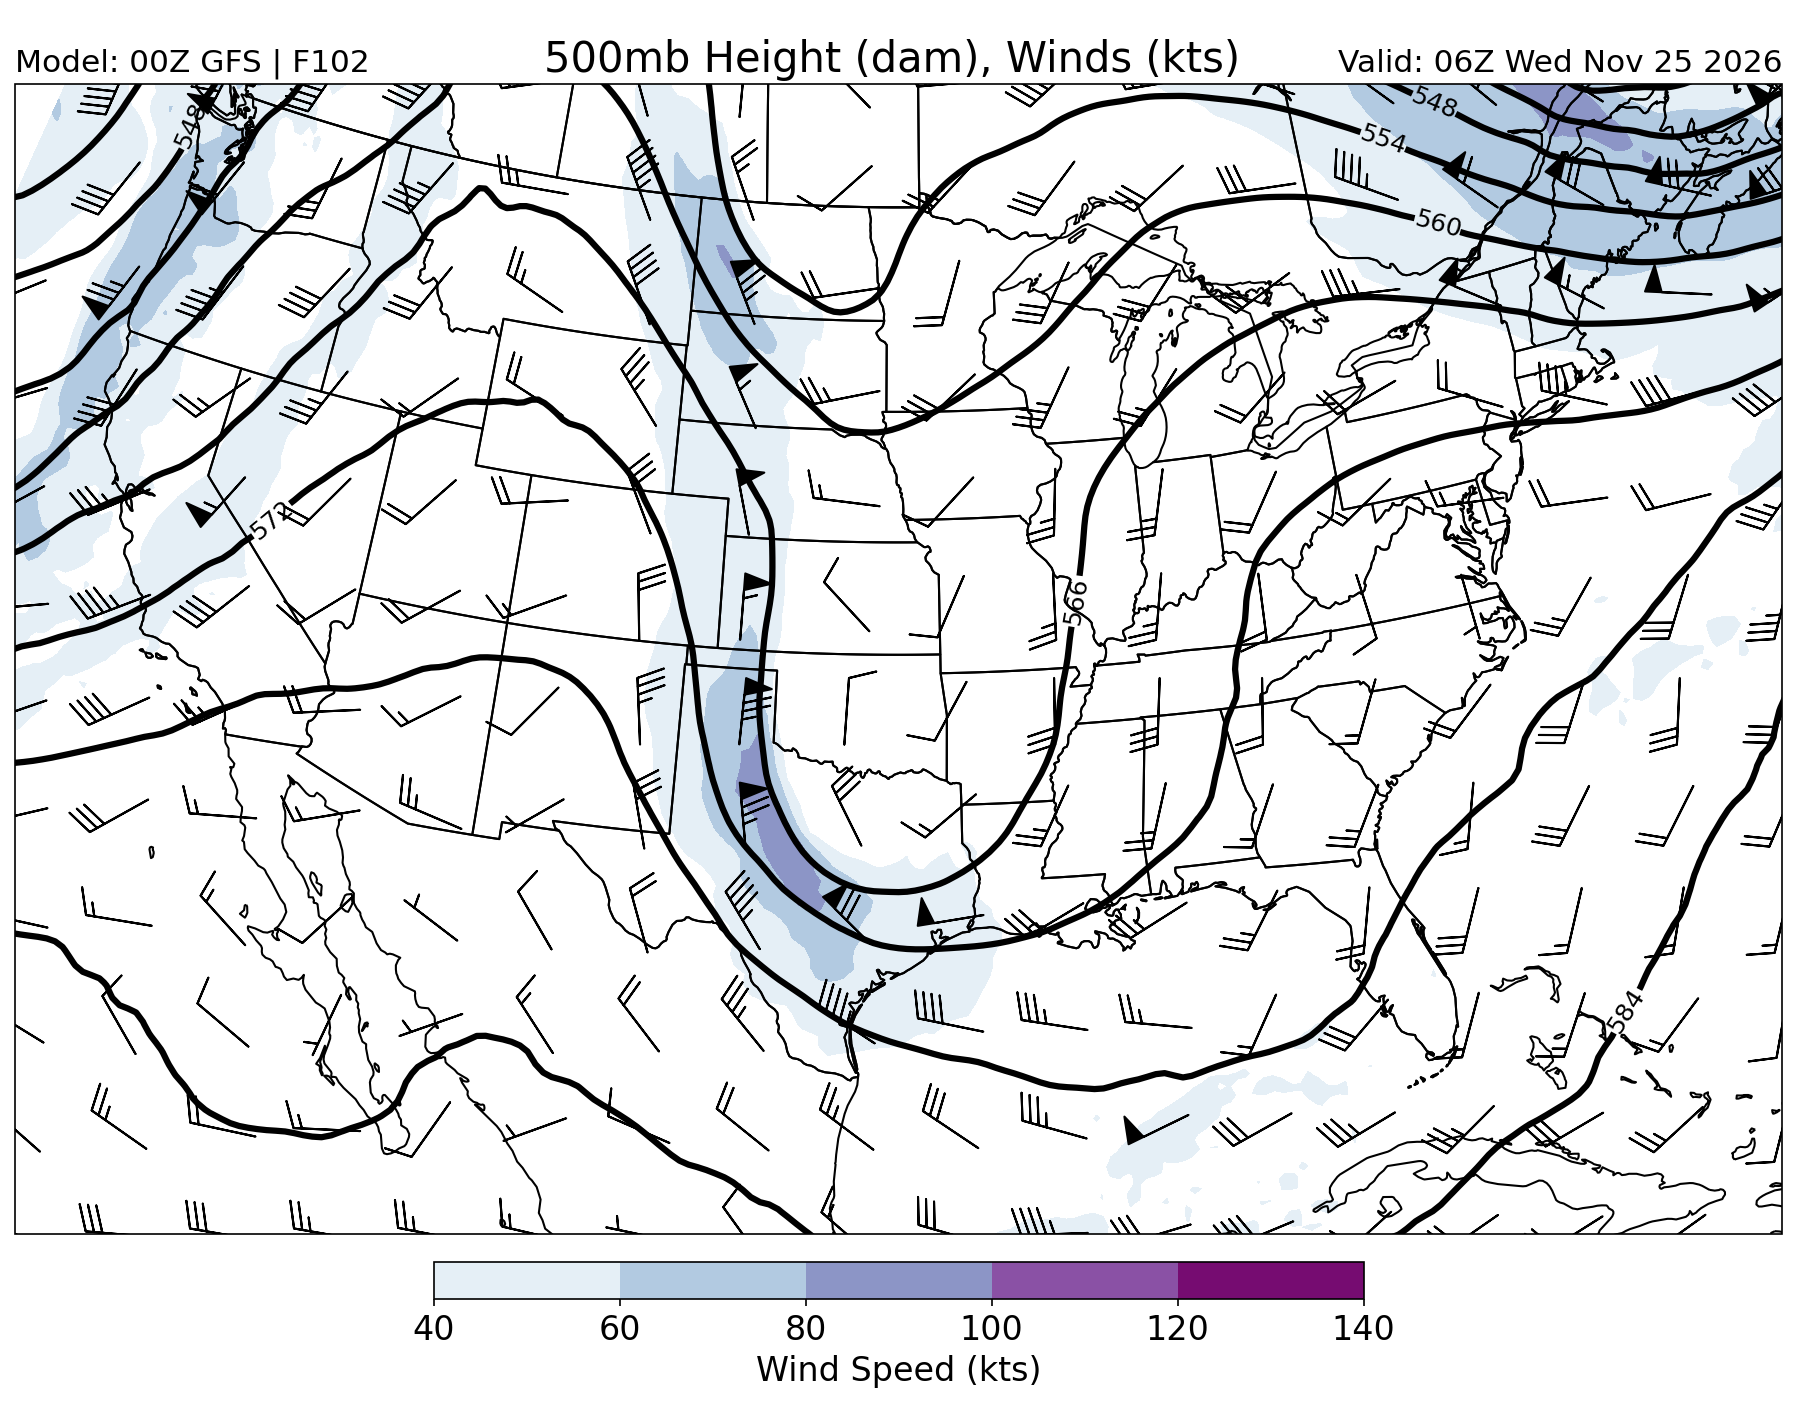 Model: 00Z GFS | F102
500mb Height (dam), Winds (kts)
Valid: 06Z Wed Nov 25 2026
548
548
554
560
572
566
584
40 60 80 100 120 140
Wind Speed (kts)